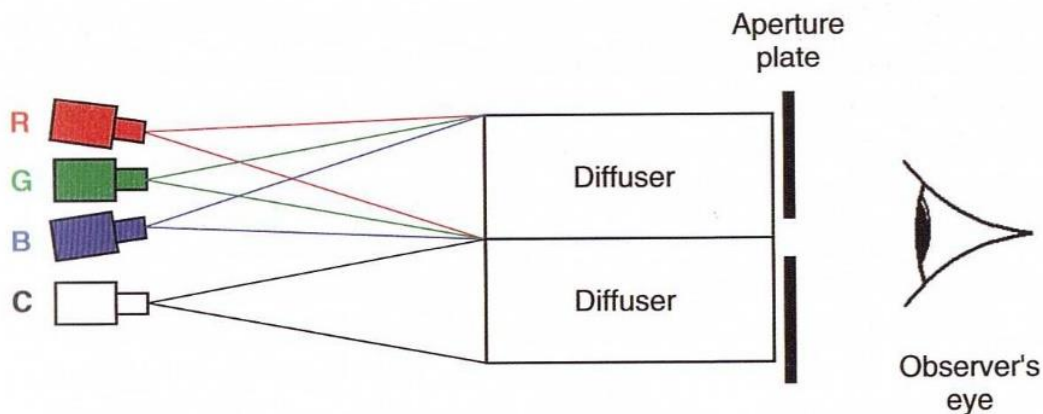 Aperture
plate
R
G
B
C
Diffuser
Diffuser
Observer's
eye